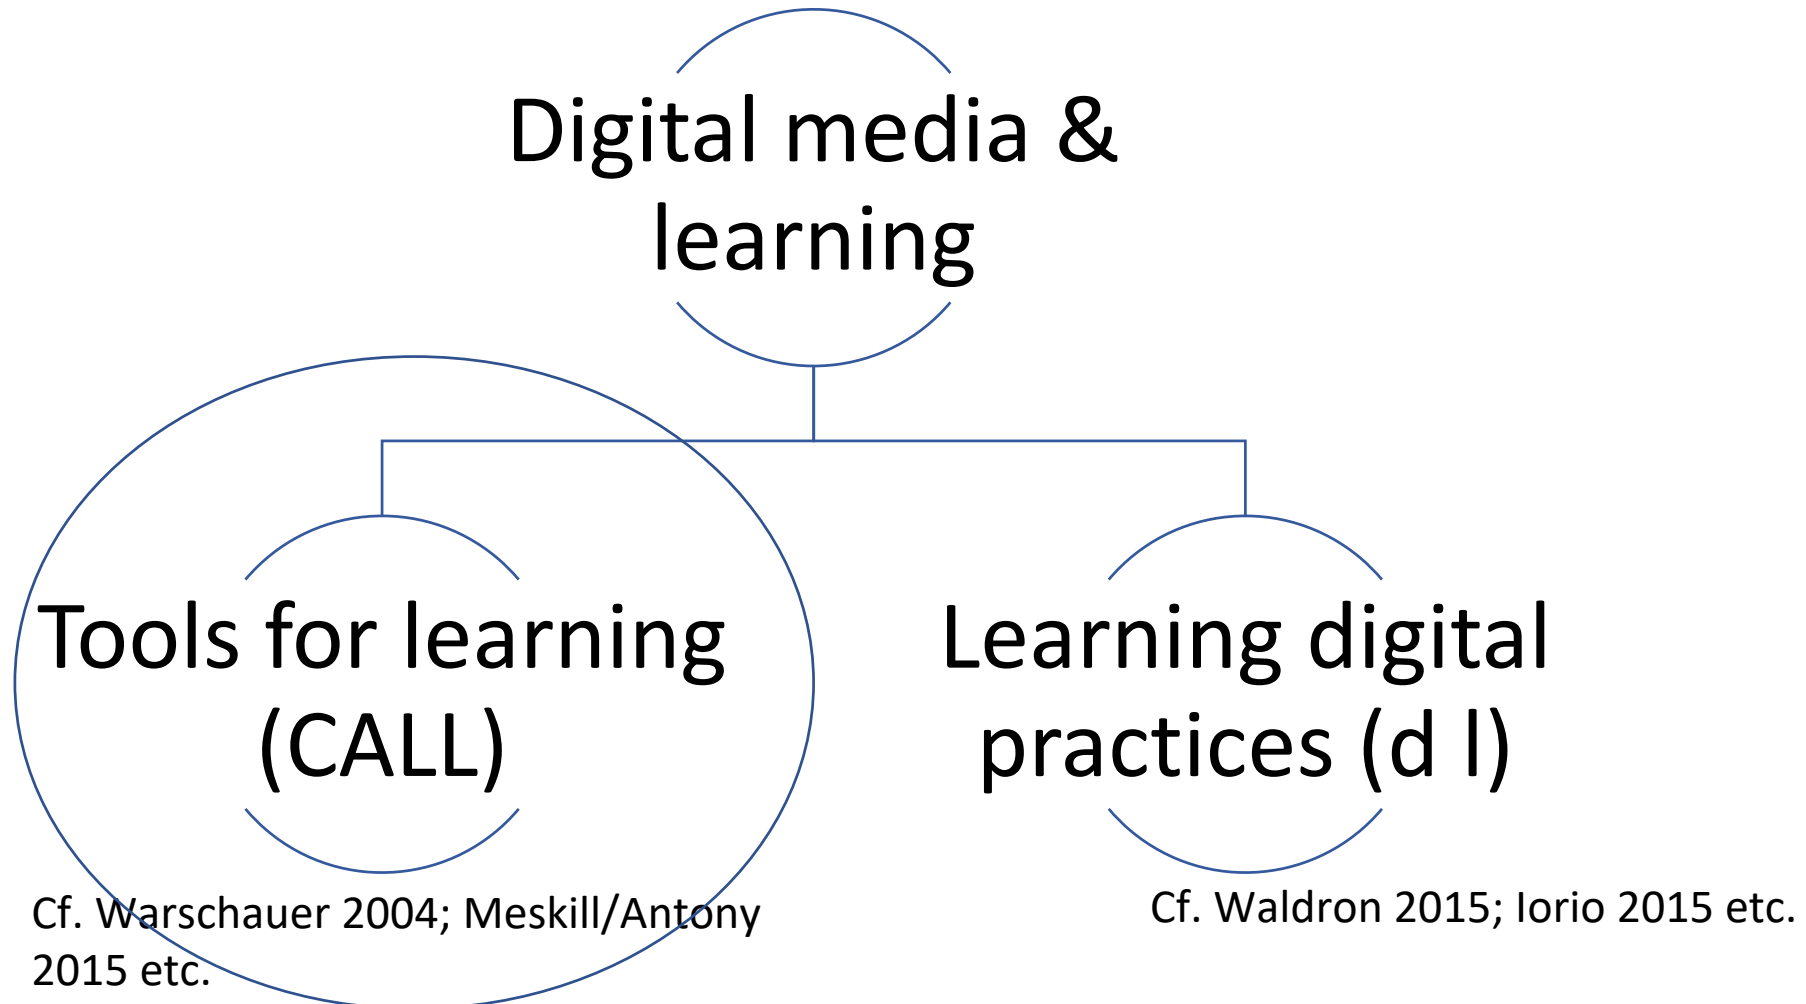 Digital media &
learning
Tools for learning
(CALL)
Learning digital
practices (d l)
Cf. Warschauer 2004; Meskill/Antony
2015 etc.
Cf. Waldron 2015; Iorio 2015 etc.